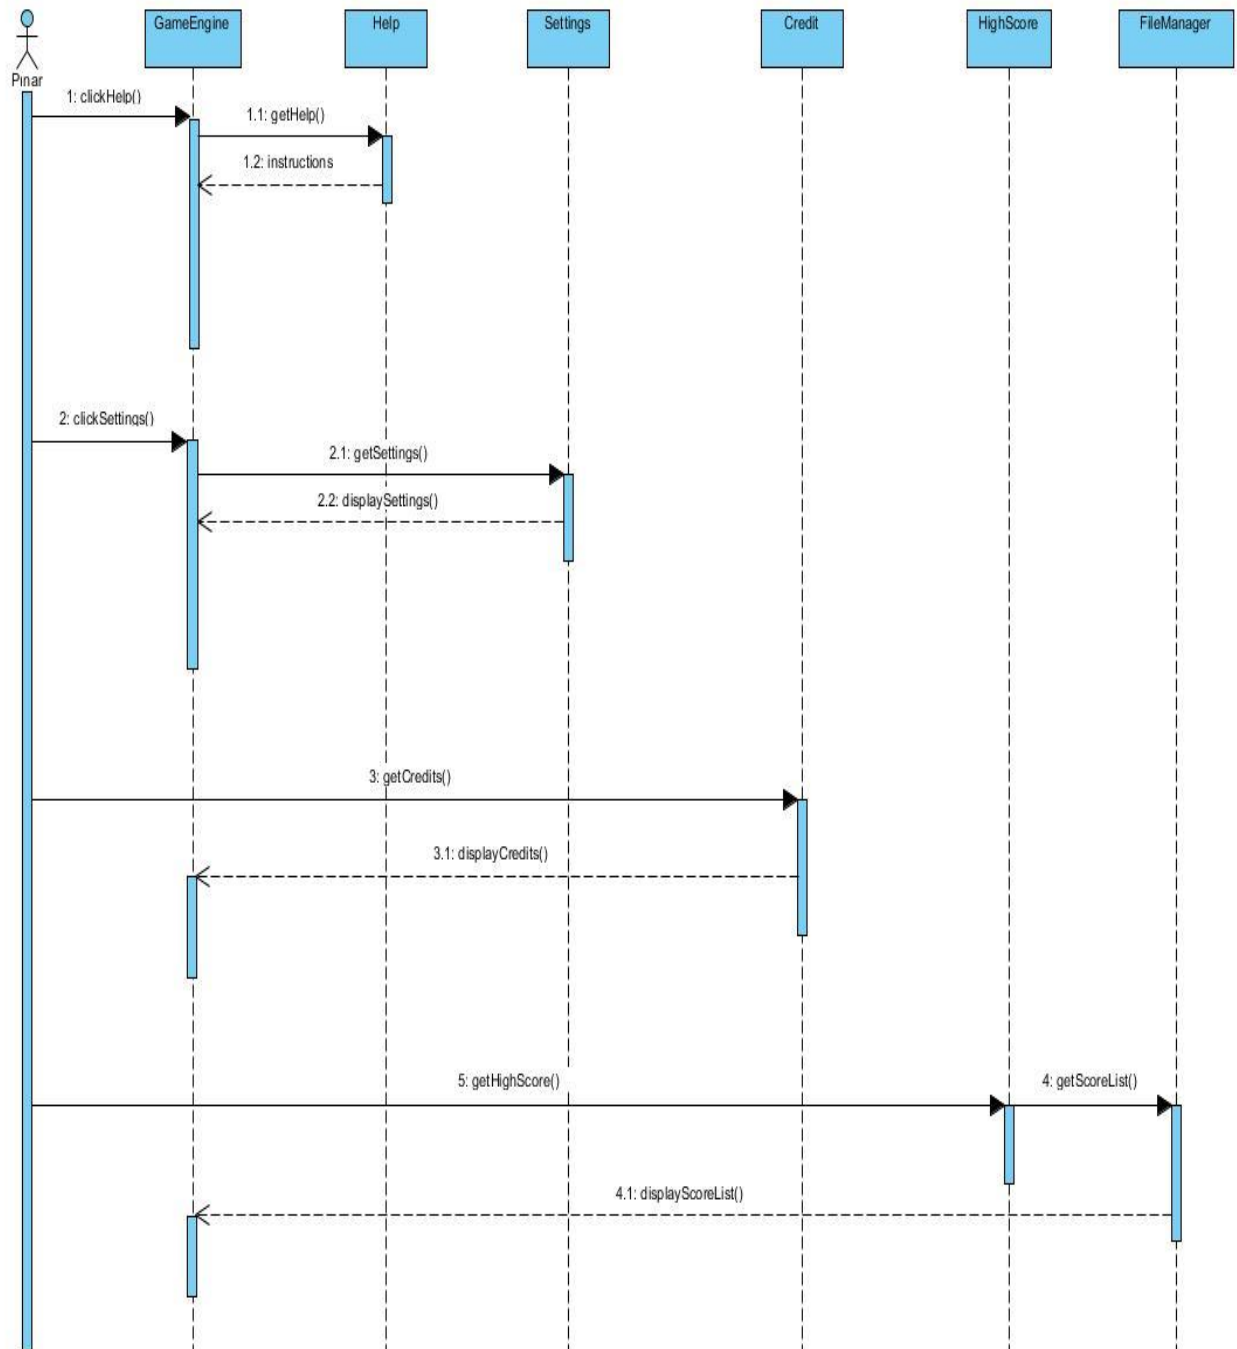 GameEngine
Help
Settings
Credit
HighScore
FileManager
Pınar
1: clickHelp()
1.1: getHelp()
1.2: instructions
2: clickSettings()
2.1: getSettings()
2.2: displaySettings()
3: getCredits()
3.1: displayCredits()
5: getHighScore()
4: getScoreList()
4.1: displayScoreList()